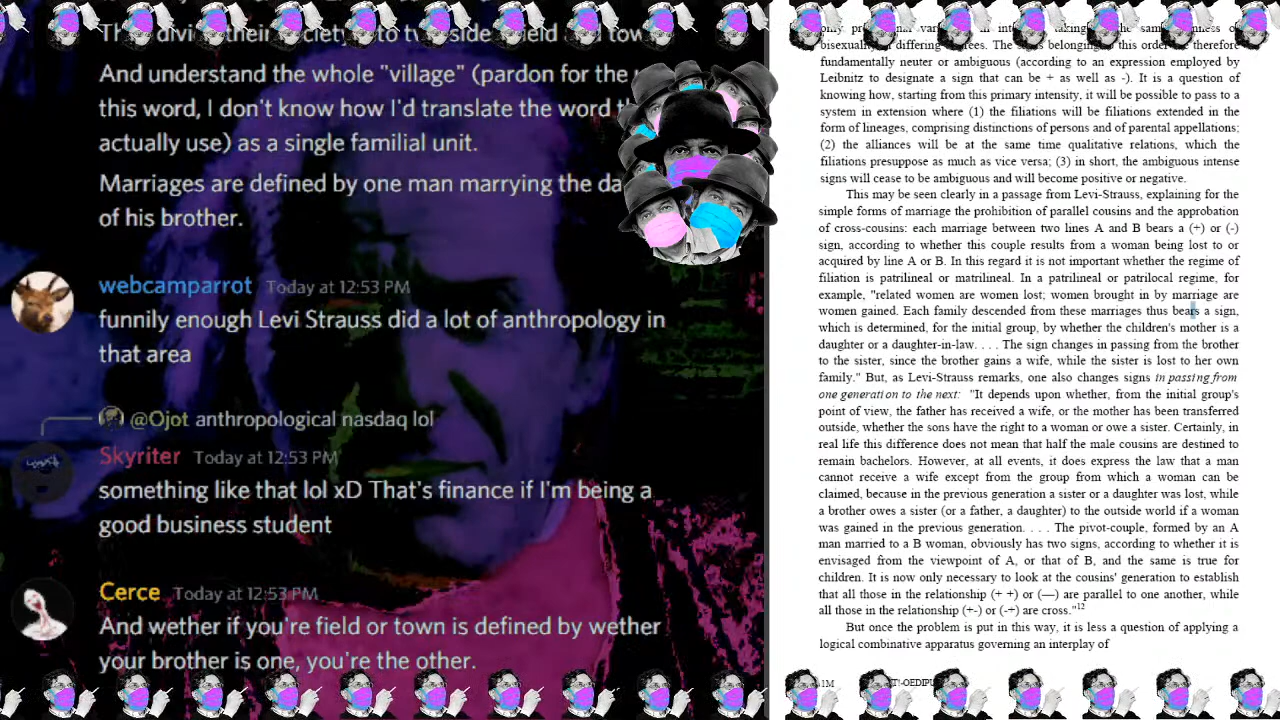 their to
And understand the whole "village" (pardon for the
this word, I don't know how I'd translate the word
actually use) as a single familial unit.
Marriages are defined by one man marrying the
of his brother.
webcamparrot Today at 12:53 PM
funnily enough Levi Strauss did a lot of anthropology in
that area
@Ojot anthropological nasdaq lol
Skyriter Today at 12:53 PM
something like that lol xD That's finance if I'm being a
good business student
Cerce Today at 12:53 PM
And wether if you're field or town is defined by wether
your brother is one, you're the other.
differing The this order therefore
fundamentally neuter or ambiguous (according to an expression employed by
Leibnitz to designate a sign that can be + as well as -). It is a question of
knowing how, starting from this primary intensity, it will be possible to pass to a
system in extension where (1) the filiations will be filiations extended in the
form of lineages, comprising distinctions of persons and of parental appellations;
(2) the alliances will be at the same time qualitative relations, which the
filiations presuppose as much as vice versa; (3) in short, the ambiguous intense
signs will cease to be ambiguous and will become positive or negative.
This may be seen clearly in a passage from Levi-Strauss, explaining for the
simple forms of marriage the prohibition of parallel cousins and the approbation
of cross-cousins: each marriage between two lines A and B bears a (+) or (-)
sign, according to whether this couple results from a woman being lost to or
acquired by line A or B. In this regard it is not important whether the regime of
filiation is patrilineal or matrilineal. In a patrilineal or patrilocal regime, for
example, "related women are women lost; women brought in by marriage are
women gained. Each family descended from these marriages thus bears a sign,
which is determined, for the initial group, by whether the children's mother is a
daughter or a daughter-in-law. . . . The sign changes in passing from the brother
to the sister, since the brother gains a wife, while the sister is lost to her own
family." But, as Levi-Strauss remarks, one also changes signs in passing from
one generation to the next: "It depends upon whether, from the initial group's
point of view, the father has received a wife, or the mother has been transferred
outside, whether the sons have the right to a woman or owe a sister. Certainly, in
real life this difference does not mean that half the male cousins are destined to
remain bachelors. However, at all events, it does express the law that a man
cannot receive a wife except from the group from which a woman can be
claimed, because in the previous generation a sister or a daughter was lost, while
a brother owes a sister (or a father, a daughter) to the outside world if a woman
was gained in the previous generation. . . . The pivot-couple, formed by an A
man married to a B woman, obviously has two signs, according to whether it is
envisaged from the viewpoint of A, or that of B, and the same is true for
children. It is now only necessary to look at the cousins' generation to establish
that all those in the relationship (+ +) or (—) are parallel to one another, while
all those in the relationship (+-) or (-+) are cross."12
But once the problem is put in this way, it is less a question of applying a
logical combinative apparatus governing an interplay of